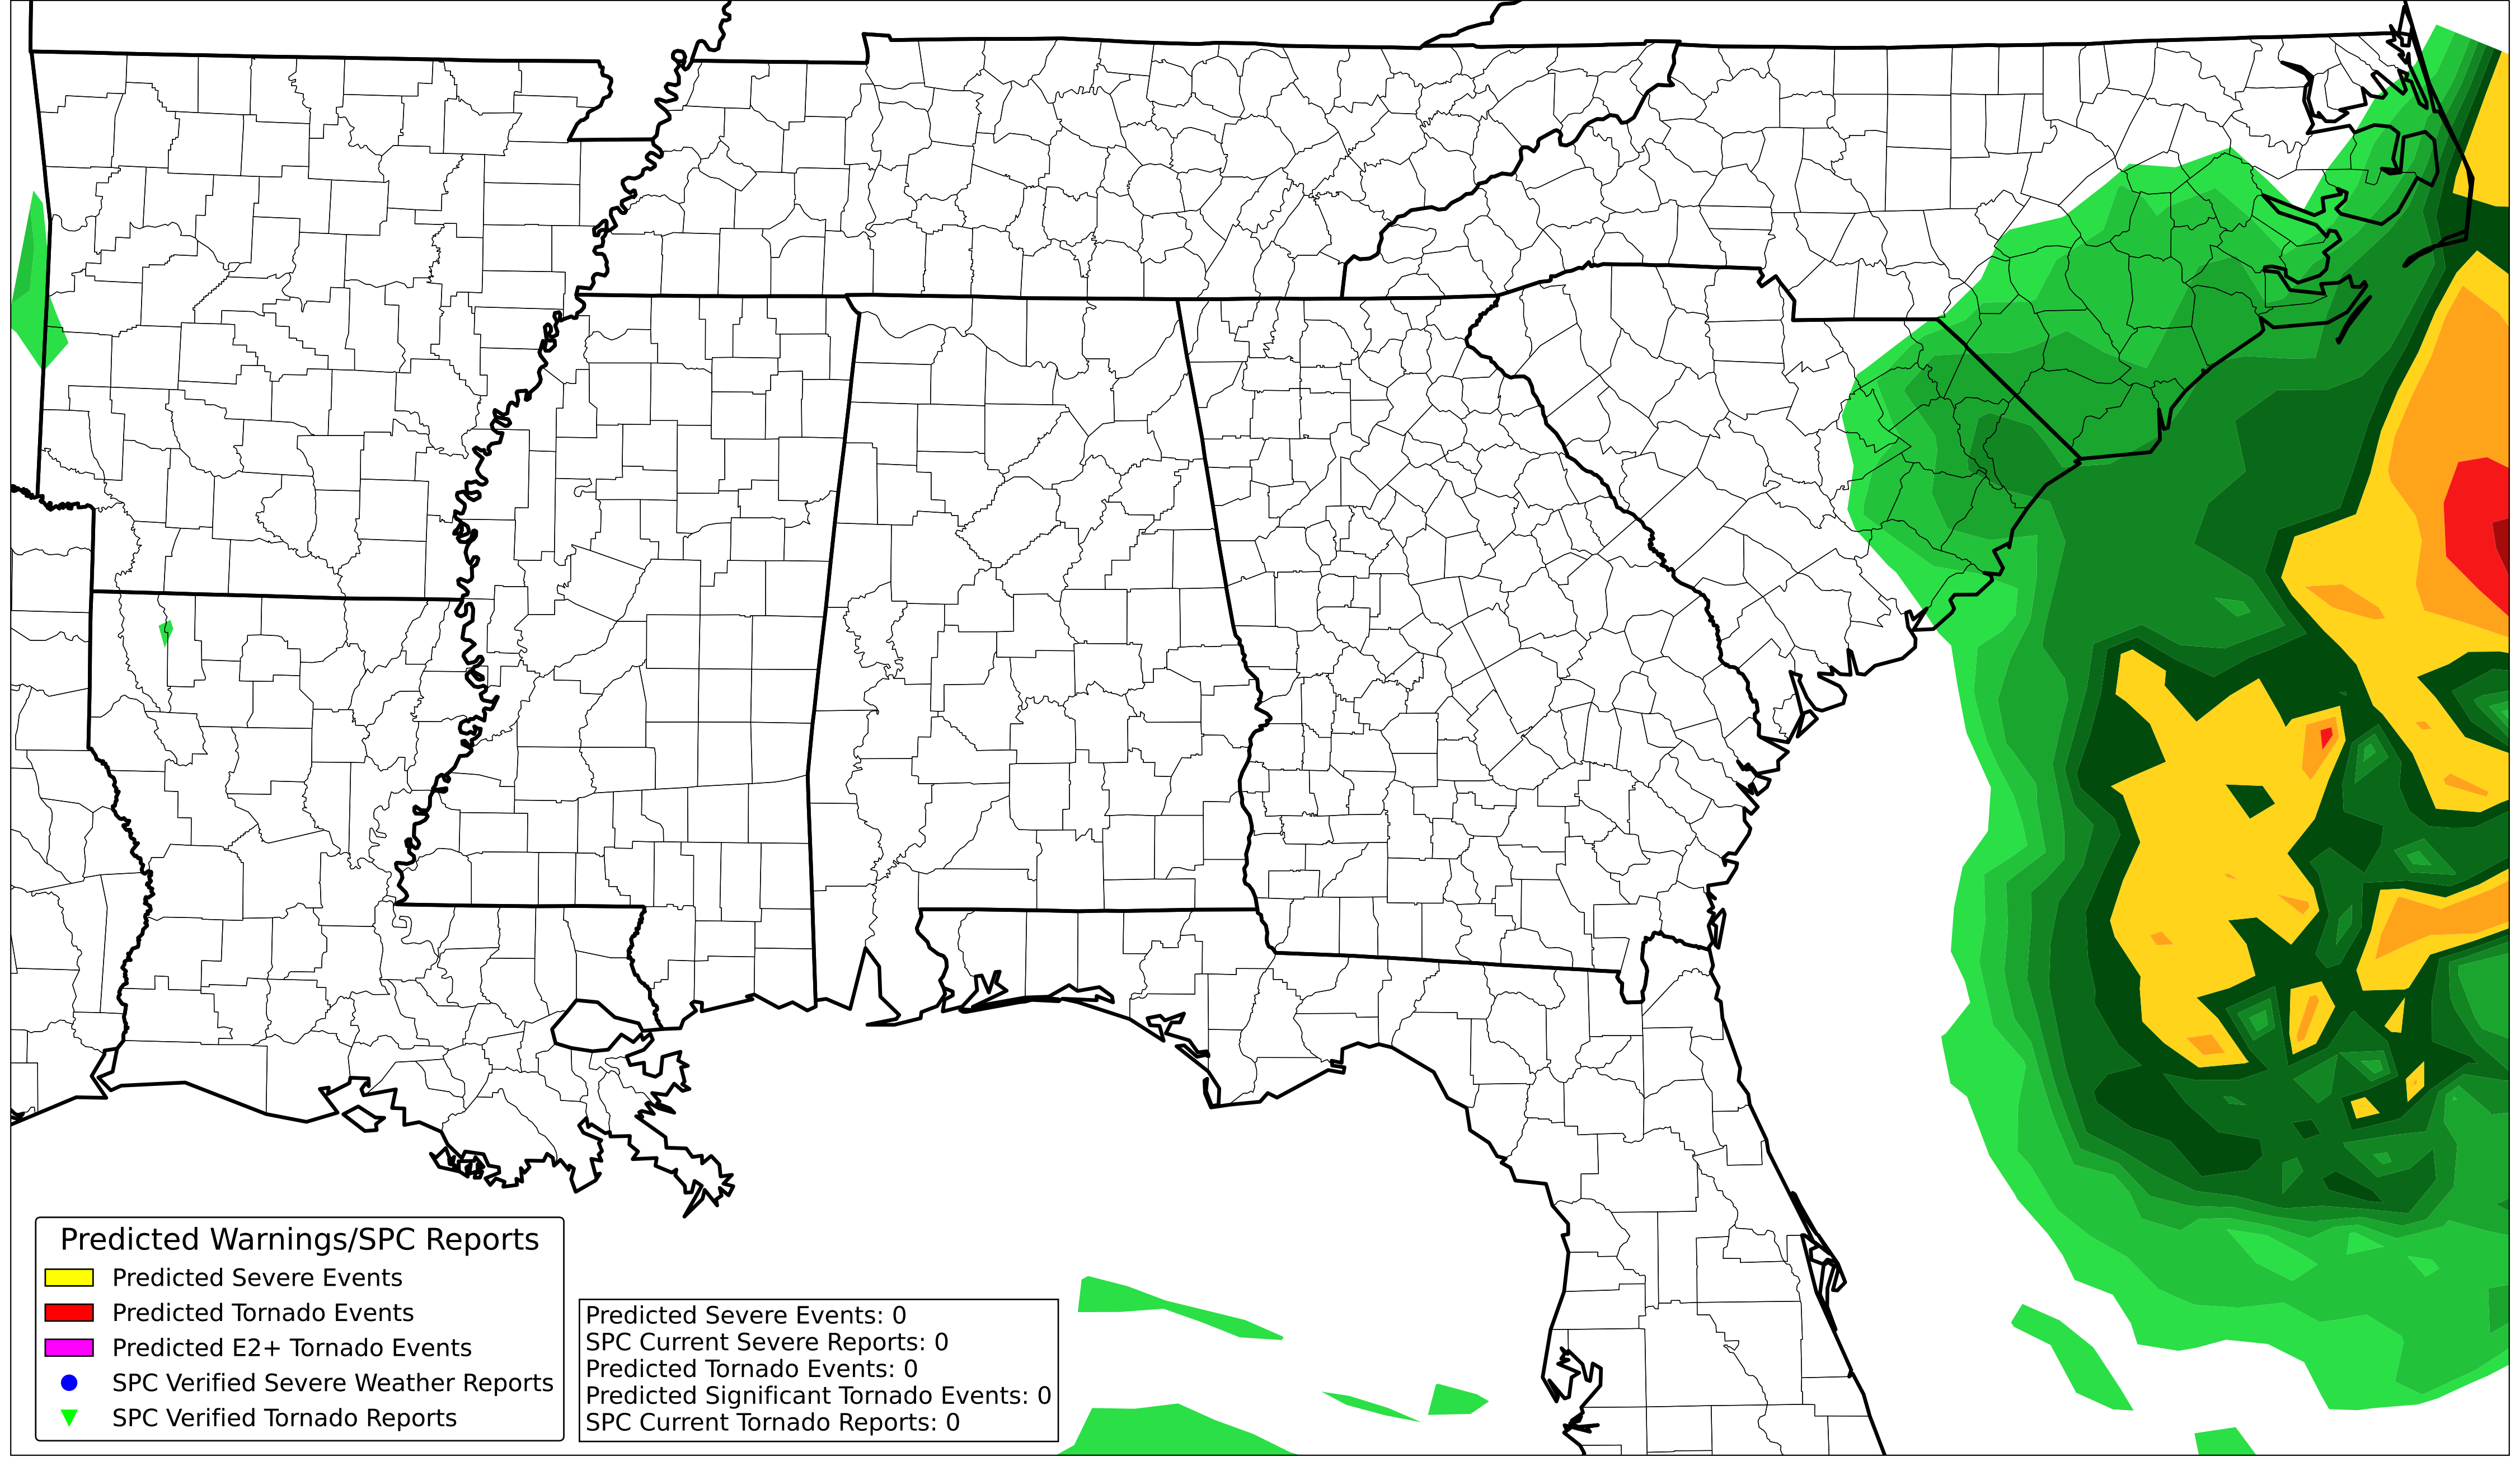 Predicted Warnings/SPC Reports
Predicted Severe Events
Predicted Tornado Events
Predicted E2+ Tornado Events
SPC Verified Severe Weather Reports
SPC Verified Tornado Reports
Predicted Severe Events: 0
SPC Current Severe Reports: 0
Predicted Tornado Events: 0
Predicted Significant Tornado Events: 0
SPC Current Tornado Reports: 0